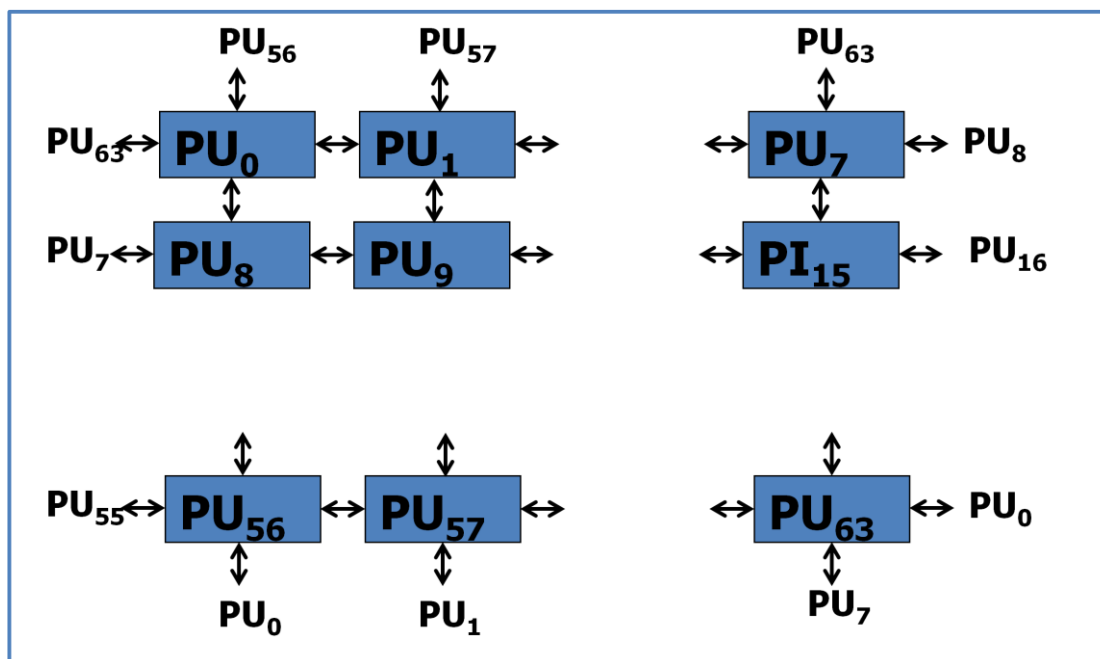 PU₅₆ PU₅₇ PU₆₃
PU₆₃ PU₀ PU₁ PU₇ PU₈
PU₇ PU₈ PU₉ PI₁₅ PU₁₆
PU₅₅ PU₅₆ PU₅₇ PU₆₃ PU₀
PU₀ PU₁ PU₇